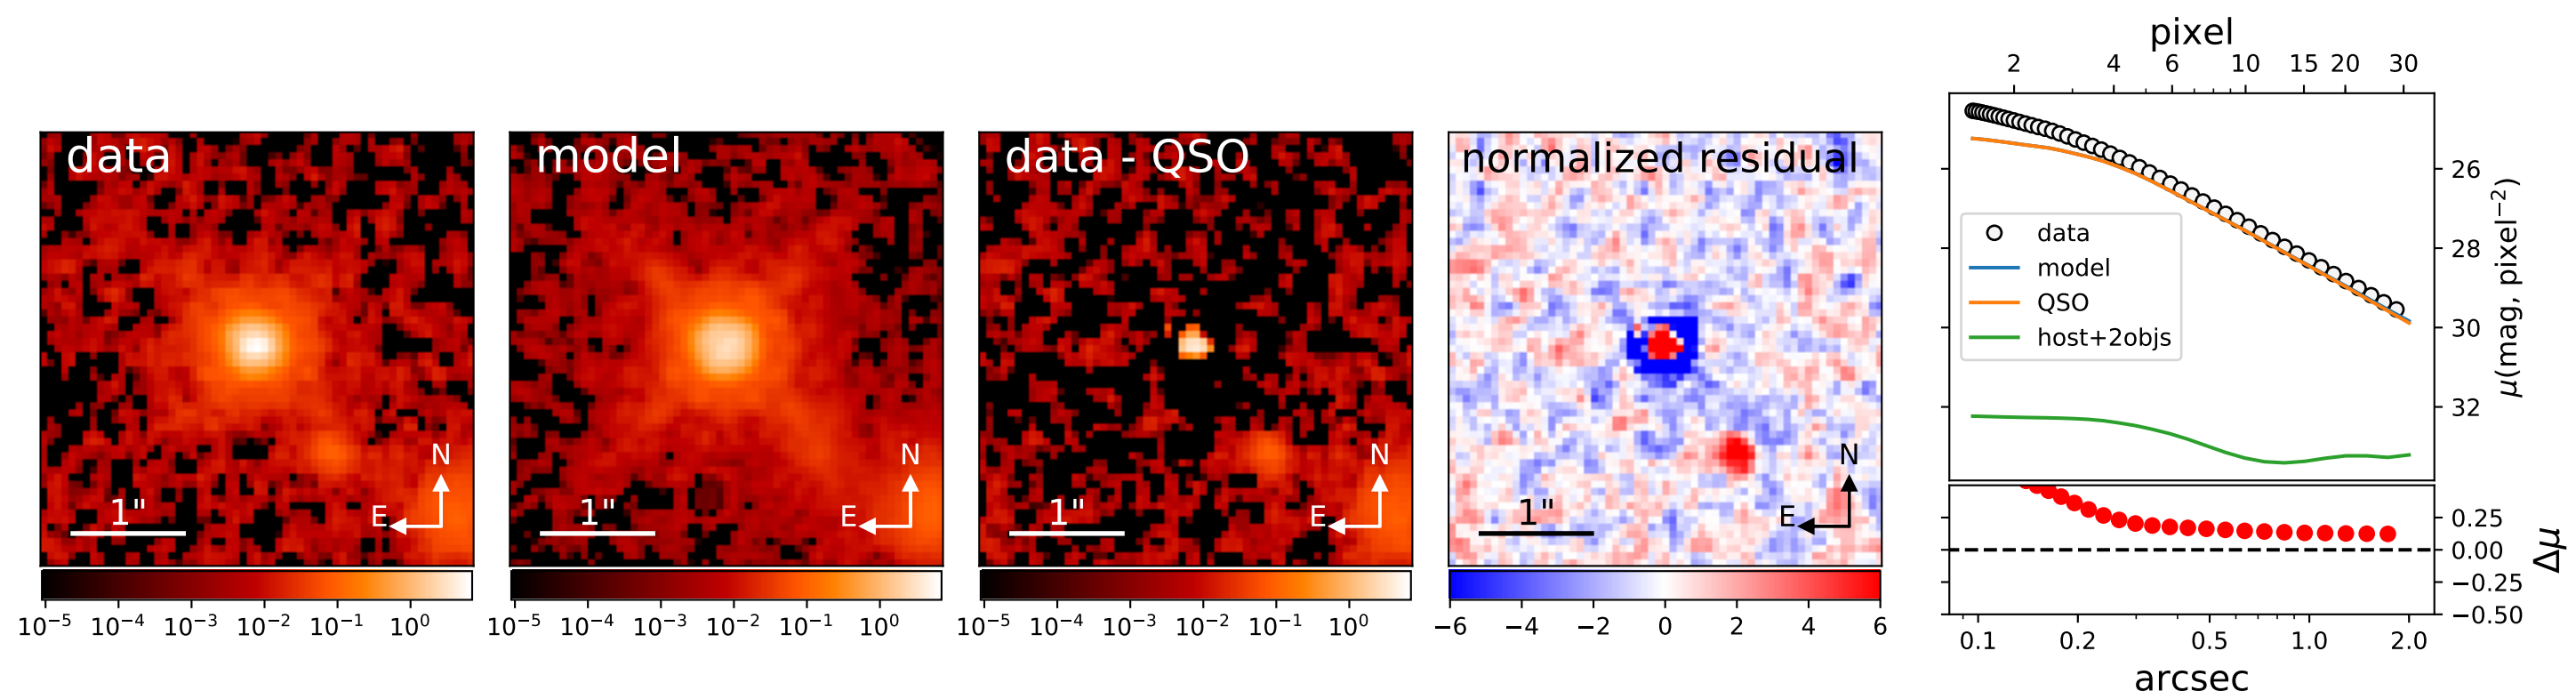 data
1"
N
E
10⁻⁵ 10⁻⁴ 10⁻³ 10⁻² 10⁻¹ 10⁰
model
1"
N
E
10⁻⁵ 10⁻⁴ 10⁻³ 10⁻² 10⁻¹ 10⁰
data - QSO
1"
N
E
10⁻⁵ 10⁻⁴ 10⁻³ 10⁻² 10⁻¹ 10⁰
normalized residual
1"
N
E
−6 −4 −2 0 2 4 6
pixel
2 4 6 10 15 20 30
data
model
QSO
host+2objs
26
28
30
32
μ(mag, pixel⁻²)
0.25
0.00
−0.25
−0.50
Δμ
0.1 0.2 0.5 1.0 2.0
arcsec